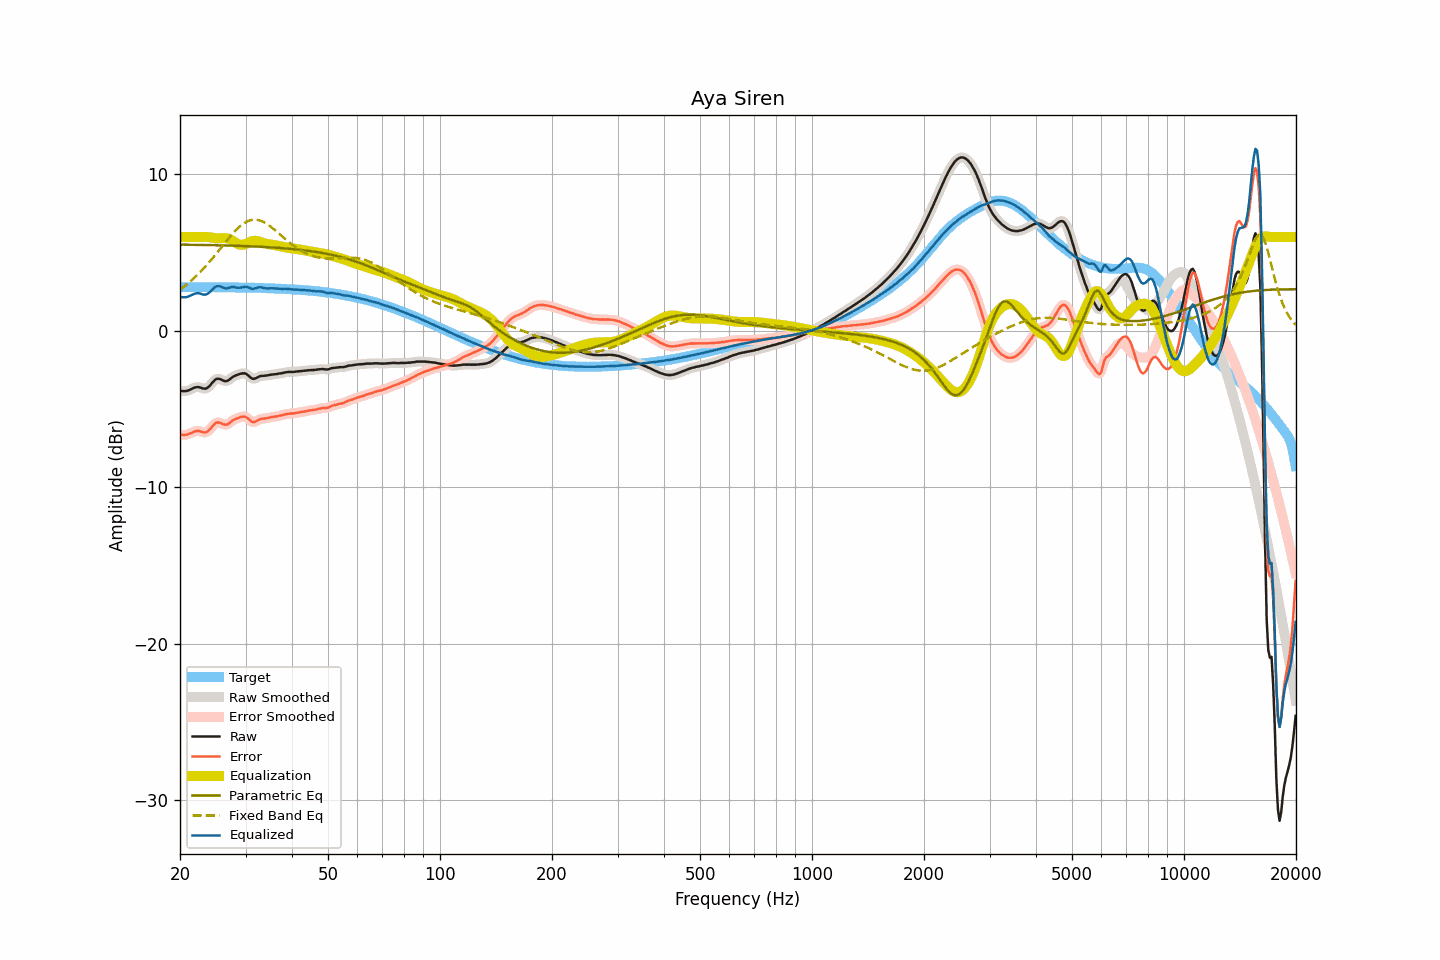 Aya Siren
10
0
−10
−20
−30
Amplitude (dBr)
Target
Raw Smoothed
Error Smoothed
Raw
Error
Equalization
Parametric Eq
Fixed Band Eq
Equalized
20 50 100 200 500 1000 2000 5000 10000 20000
Frequency (Hz)